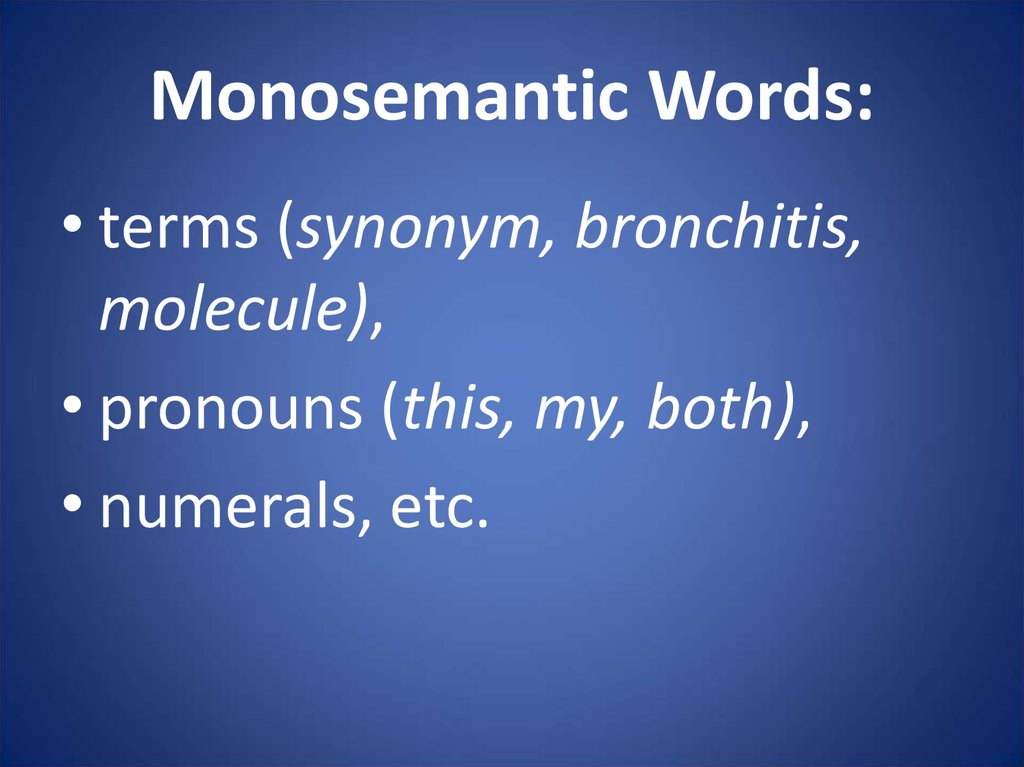 Monosemantic Words:
• terms (synonym, bronchitis,
molecule),
• pronouns (this, my, both),
• numerals, etc.